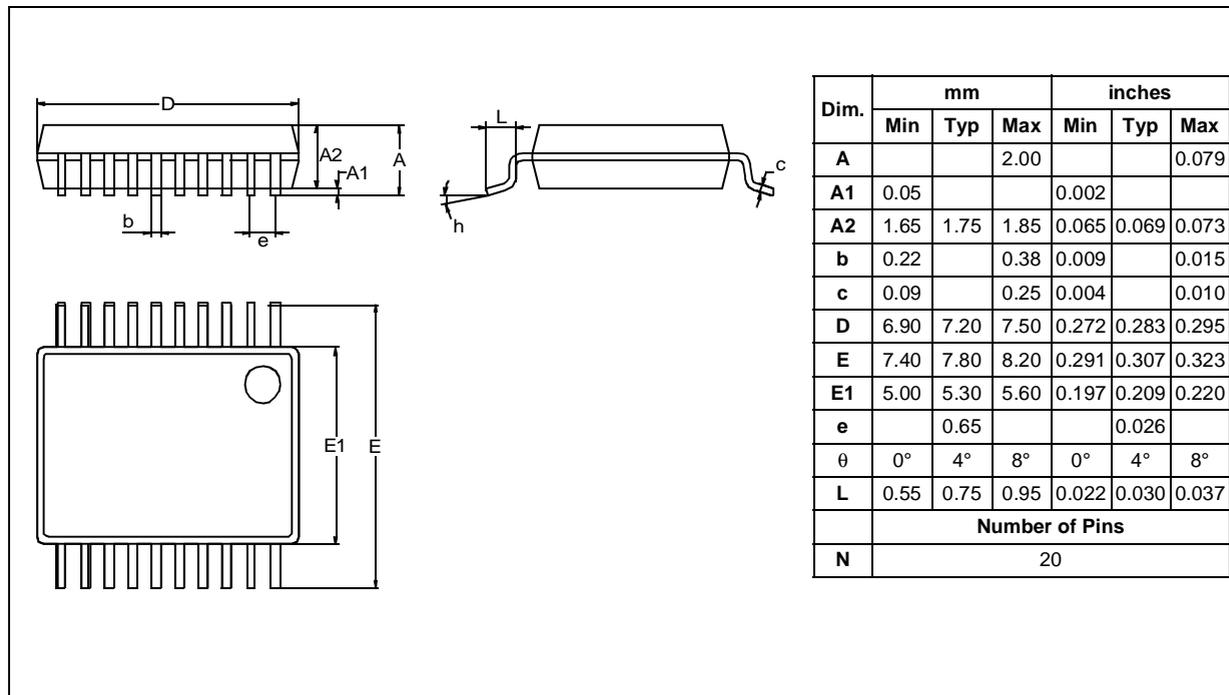 D
A2
A
A1
b
e
L
c
h
E1
E
Dim. mm inches
Min Typ Max Min Typ Max
A 2.00 0.079
A1 0.05 0.002
A2 1.65 1.75 1.85 0.065 0.069 0.073
b 0.22 0.38 0.009 0.015
c 0.09 0.25 0.004 0.010
D 6.90 7.20 7.50 0.272 0.283 0.295
E 7.40 7.80 8.20 0.291 0.307 0.323
E1 5.00 5.30 5.60 0.197 0.209 0.220
e 0.65 0.026
θ 0° 4° 8° 0° 4° 8°
L 0.55 0.75 0.95 0.022 0.030 0.037
Number of Pins
N 20